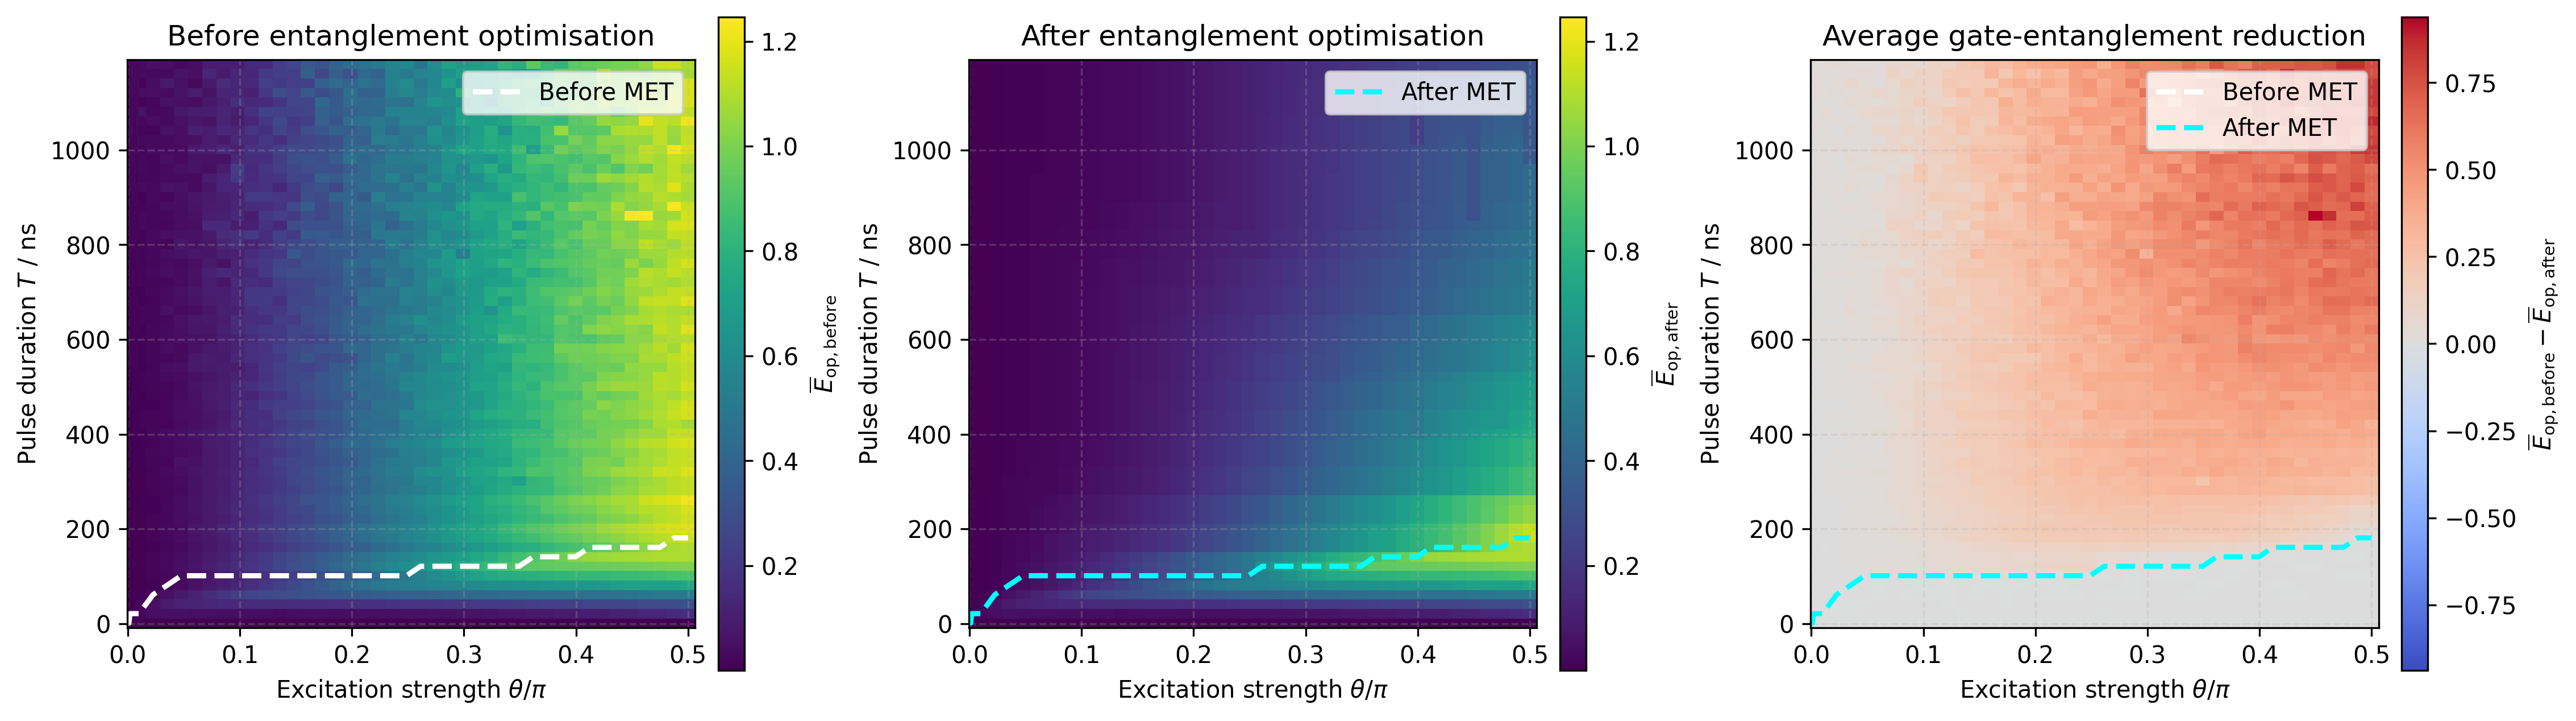 Before entanglement optimisation
Before MET
Pulse duration T / ns
1000
800
600
400
200
0
0.0 0.1 0.2 0.3 0.4 0.5
Excitation strength θ/π
1.2
1.0
0.8
0.6
0.4
0.2
E̅op, before
After entanglement optimisation
After MET
Pulse duration T / ns
1000
800
600
400
200
0
0.0 0.1 0.2 0.3 0.4 0.5
Excitation strength θ/π
1.2
1.0
0.8
0.6
0.4
0.2
E̅op, after
Average gate-entanglement reduction
Before MET
After MET
Pulse duration T / ns
1000
800
600
400
200
0
0.0 0.1 0.2 0.3 0.4 0.5
Excitation strength θ/π
0.75
0.50
0.25
0.00
−0.25
−0.50
−0.75
E̅op, before − E̅op, after